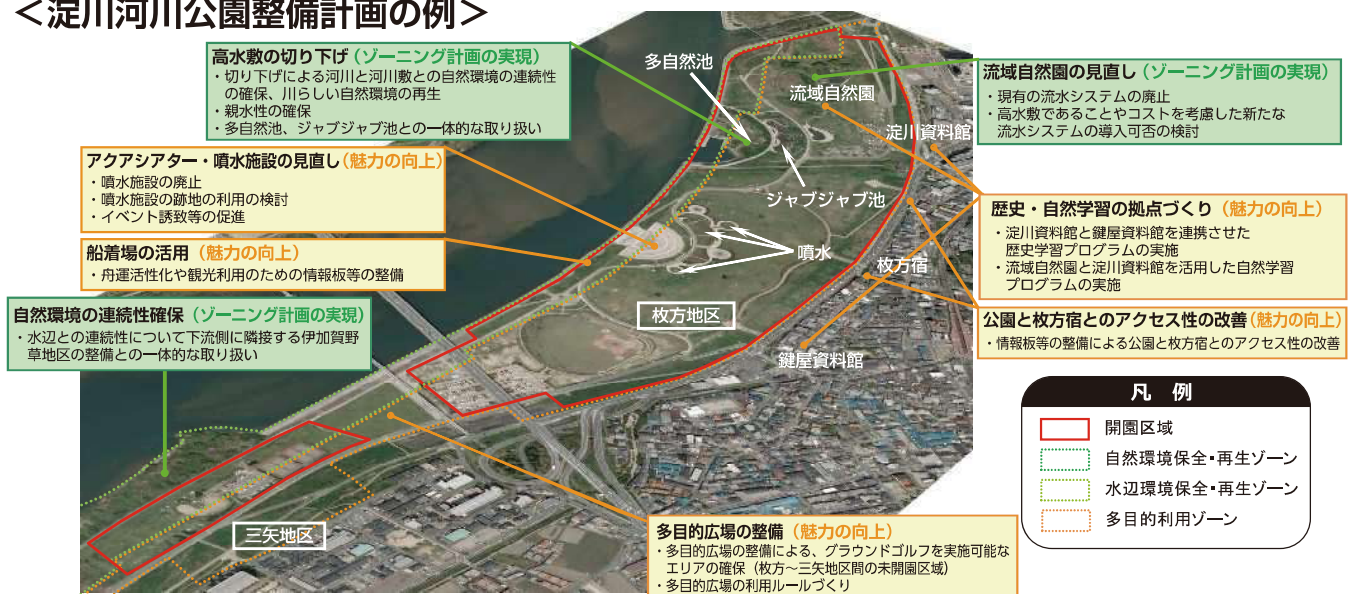 ＜淀川河川公園整備計画の例＞
高水敷の切り下げ（ゾーニング計画の実現）
・切り下げによる河川と河川敷との自然環境の連続性
の確保、川らしい自然環境の再生
・親水性の確保
・多自然池、ジャブジャブ池との一体的な取り扱い
アクアシアター・噴水施設の見直し（魅力の向上）
・噴水施設の廃止
・噴水施設の跡地の利用の検討
・イベント誘致等の促進
船着場の活用（魅力の向上）
・舟運活性化や観光利用のための情報板等の整備
自然環境の連続性確保（ゾーニング計画の実現）
・水辺との連続性について下流側に隣接する伊加賀野
草地区の整備との一体的な取り扱い
多自然池
流域自然園
淀川資料館
ジャブジャブ池
噴水
枚方宿
枚方地区
鍵屋資料館
三矢地区
流域自然園の見直し（ゾーニング計画の実現）
・現有の流水システムの廃止
・高水敷であることやコストを考慮した新たな
流水システムの導入可否の検討
歴史・自然学習の拠点づくり（魅力の向上）
・淀川資料館と鍵屋資料館を連携させた
歴史学習プログラムの実施
・流域自然園と淀川資料館を活用した自然学習
プログラムの実施
公園と枚方宿とのアクセス性の改善（魅力の向上）
・情報板等の整備による公園と枚方宿とのアクセス性の改善
多目的広場の整備（魅力の向上）
・多目的広場の整備による、グラウンドゴルフを実施可能な
エリアの確保（枚方～三矢地区間の未開園区域）
・多目的広場の利用ルールづくり
凡 例
開園区域
自然環境保全・再生ゾーン
水辺環境保全・再生ゾーン
多目的利用ゾーン